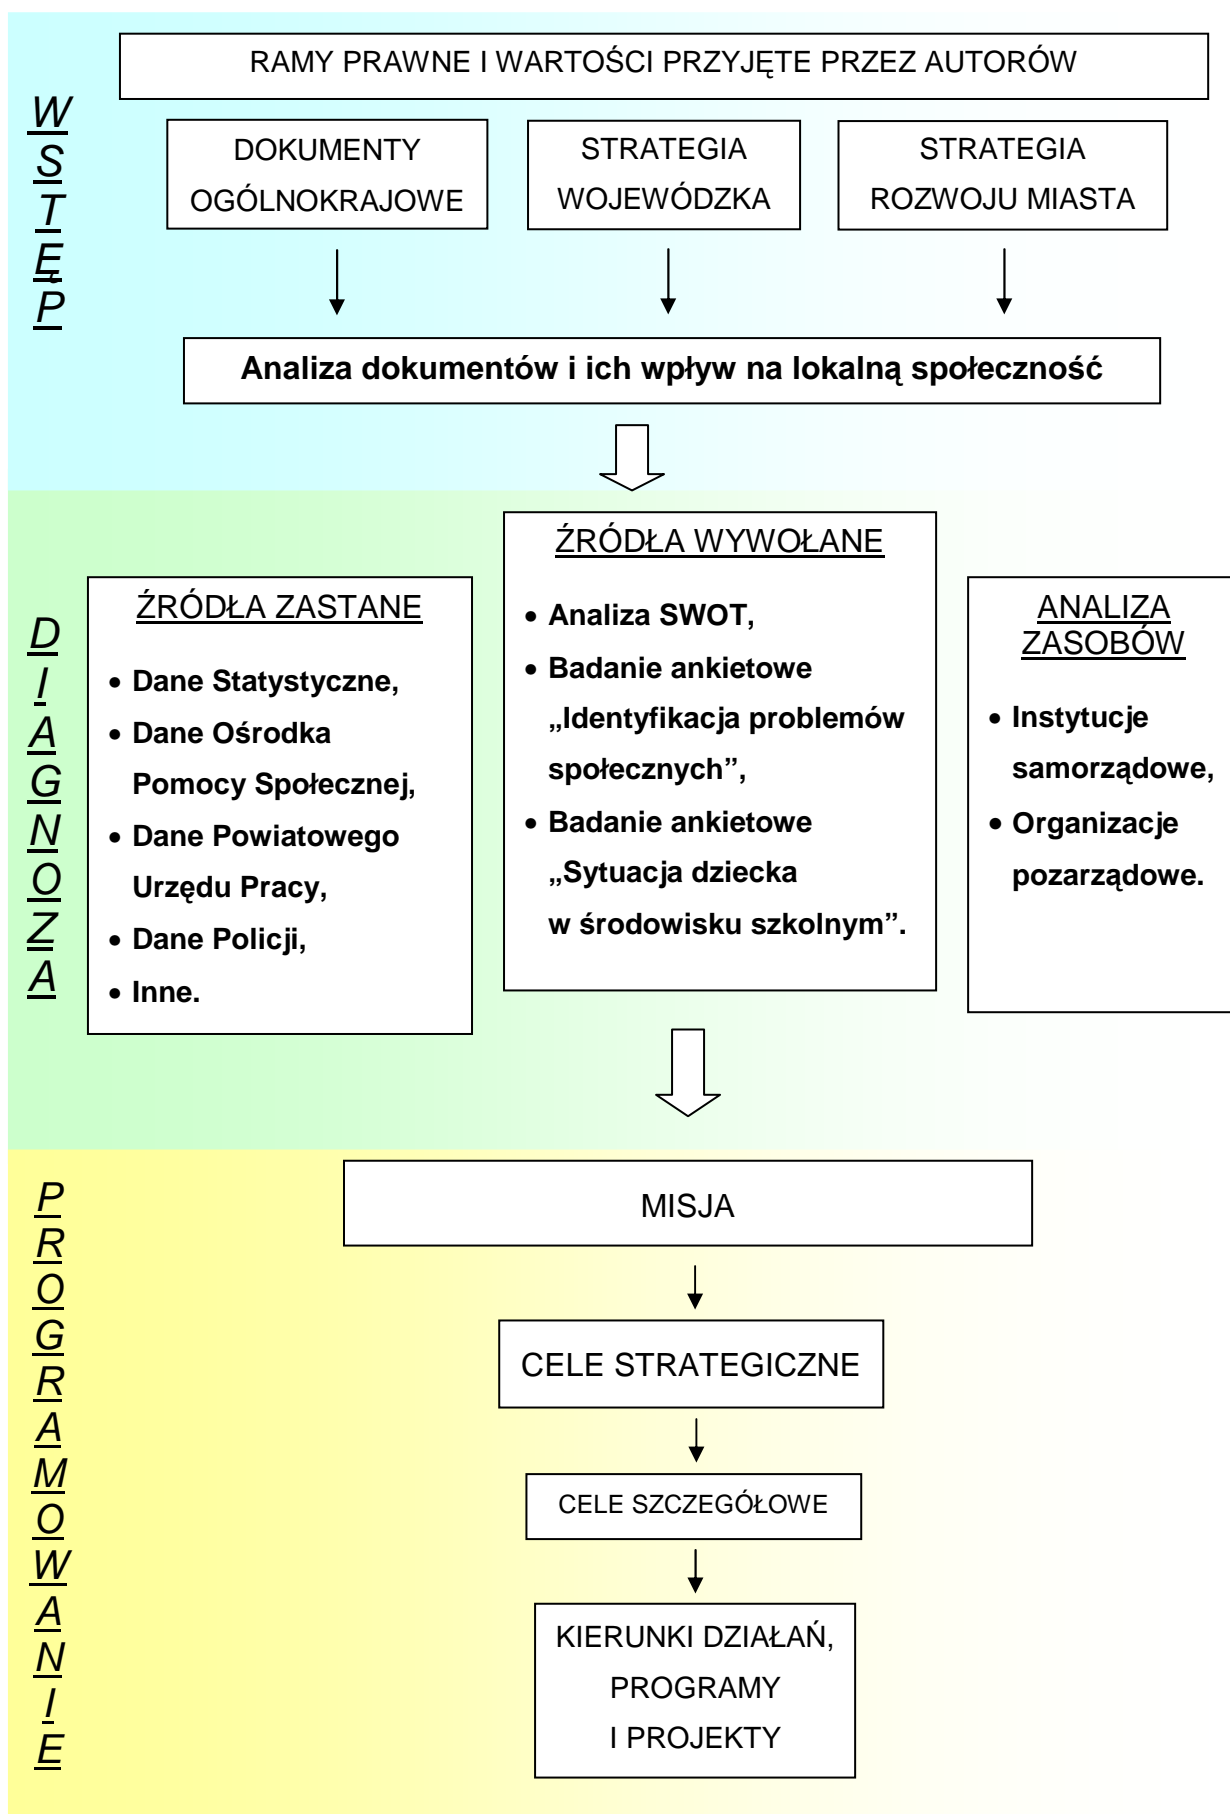 WSTĘP
RAMY PRAWNE I WARTOŚCI PRZYJĘTE PRZEZ AUTORÓW
DOKUMENTY
OGÓLNOKRAJOWE
STRATEGIA
WOJEWÓDZKA
STRATEGIA
ROZWOJU MIASTA
Analiza dokumentów i ich wpływ na lokalną społeczność
DIAGNOZA
ŹRÓDŁA ZASTANE
• Dane Statystyczne,
• Dane Ośrodka
Pomocy Społecznej,
• Dane Powiatowego
Urzędu Pracy,
• Dane Policji,
• Inne.
ŹRÓDŁA WYWOŁANE
• Analiza SWOT,
• Badanie ankietowe
„Identyfikacja problemów
społecznych”,
• Badanie ankietowe
„Sytuacja dziecka
w środowisku szkolnym”.
ANALIZA
ZASOBÓW
• Instytucje
samorządowe,
• Organizacje
pozarządowe.
PROGRAMOWANIE
MISJA
CELE STRATEGICZNE
CELE SZCZEGÓŁOWE
KIERUNKI DZIAŁAŃ,
PROGRAMY
I PROJEKTY